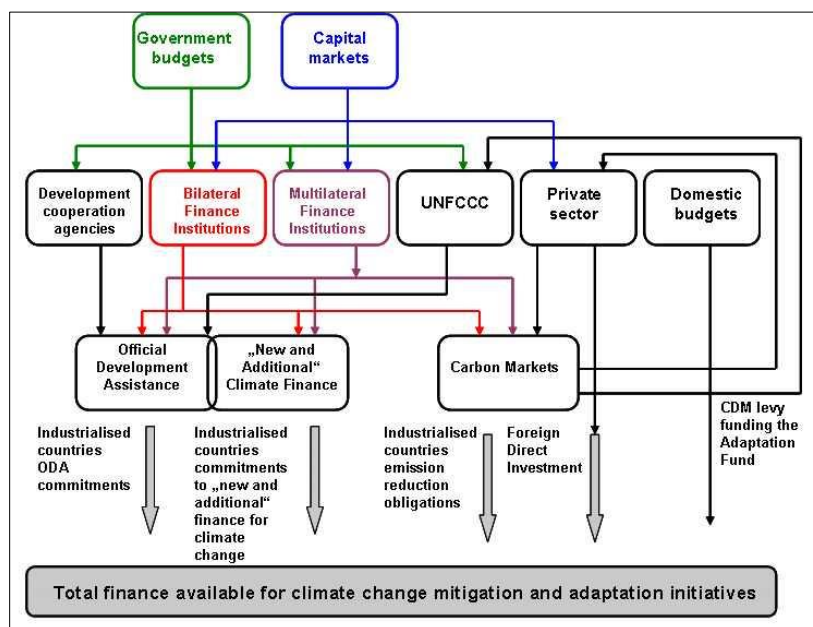 Government
budgets
Capital
markets
Development
cooperation
agencies
Bilateral
Finance
Institutions
Multilateral
Finance
Institutions
UNFCCC
Private
sector
Domestic
budgets
Official
Development
Assistance
„New and
Additional“
Climate Finance
Carbon Markets
Industrialised
countries
ODA
commitments
Industrialised
countries
commitments
to „new and
additional“
finance for
climate
change
Industrialised
countries
emission
reduction
obligations
Foreign
Direct
Investment
CDM levy
funding the
Adaptation
Fund
Total finance available for climate change mitigation and adaptation initiatives